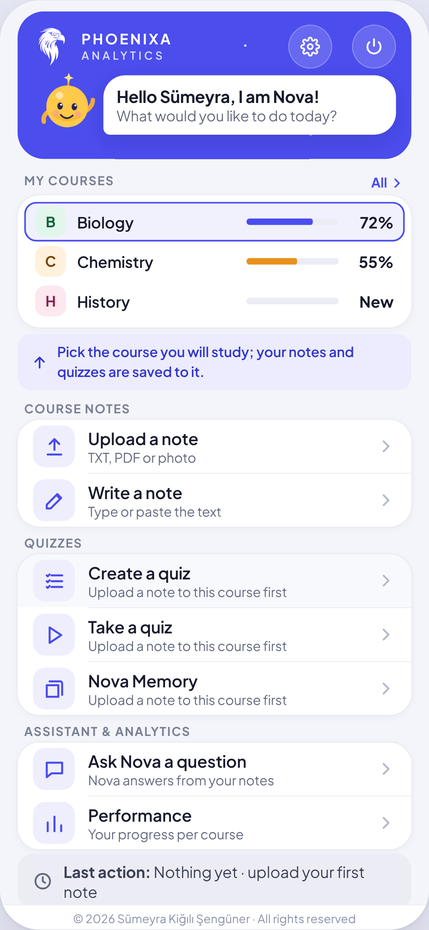 PHOENIXA
ANALYTICS
Hello Sümeyra, I am Nova!
What would you like to do today?
MY COURSES
All
B
Biology
72%
C
Chemistry
55%
H
History
New
Pick the course you will study; your notes and
quizzes are saved to it.
COURSE NOTES
Upload a note
TXT, PDF or photo
Write a note
Type or paste the text
QUIZZES
Create a quiz
Upload a note to this course first
Take a quiz
Upload a note to this course first
Nova Memory
Upload a note to this course first
ASSISTANT & ANALYTICS
Ask Nova a question
Nova answers from your notes
Performance
Your progress per course
Last action: Nothing yet · upload your first
note
© 2026 Sümeyra Kığılı Şengüner · All rights reserved